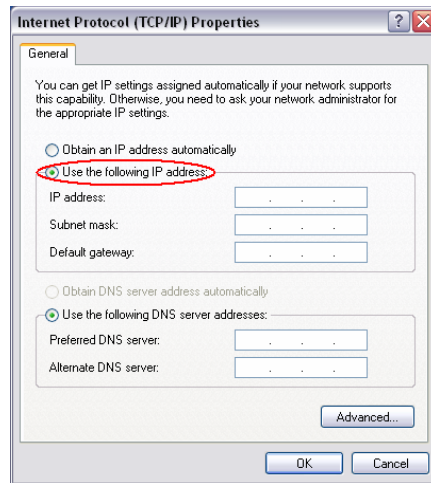 Internet Protocol (TCP/IP) Properties
General
You can get IP settings assigned automatically if your network supports
this capability. Otherwise, you need to ask your network administrator for
the appropriate IP settings.
Obtain an IP address automatically
Use the following IP address:
IP address:
Subnet mask:
Default gateway:
Obtain DNS server address automatically
Use the following DNS server addresses:
Preferred DNS server:
Alternate DNS server:
Advanced...
OK
Cancel